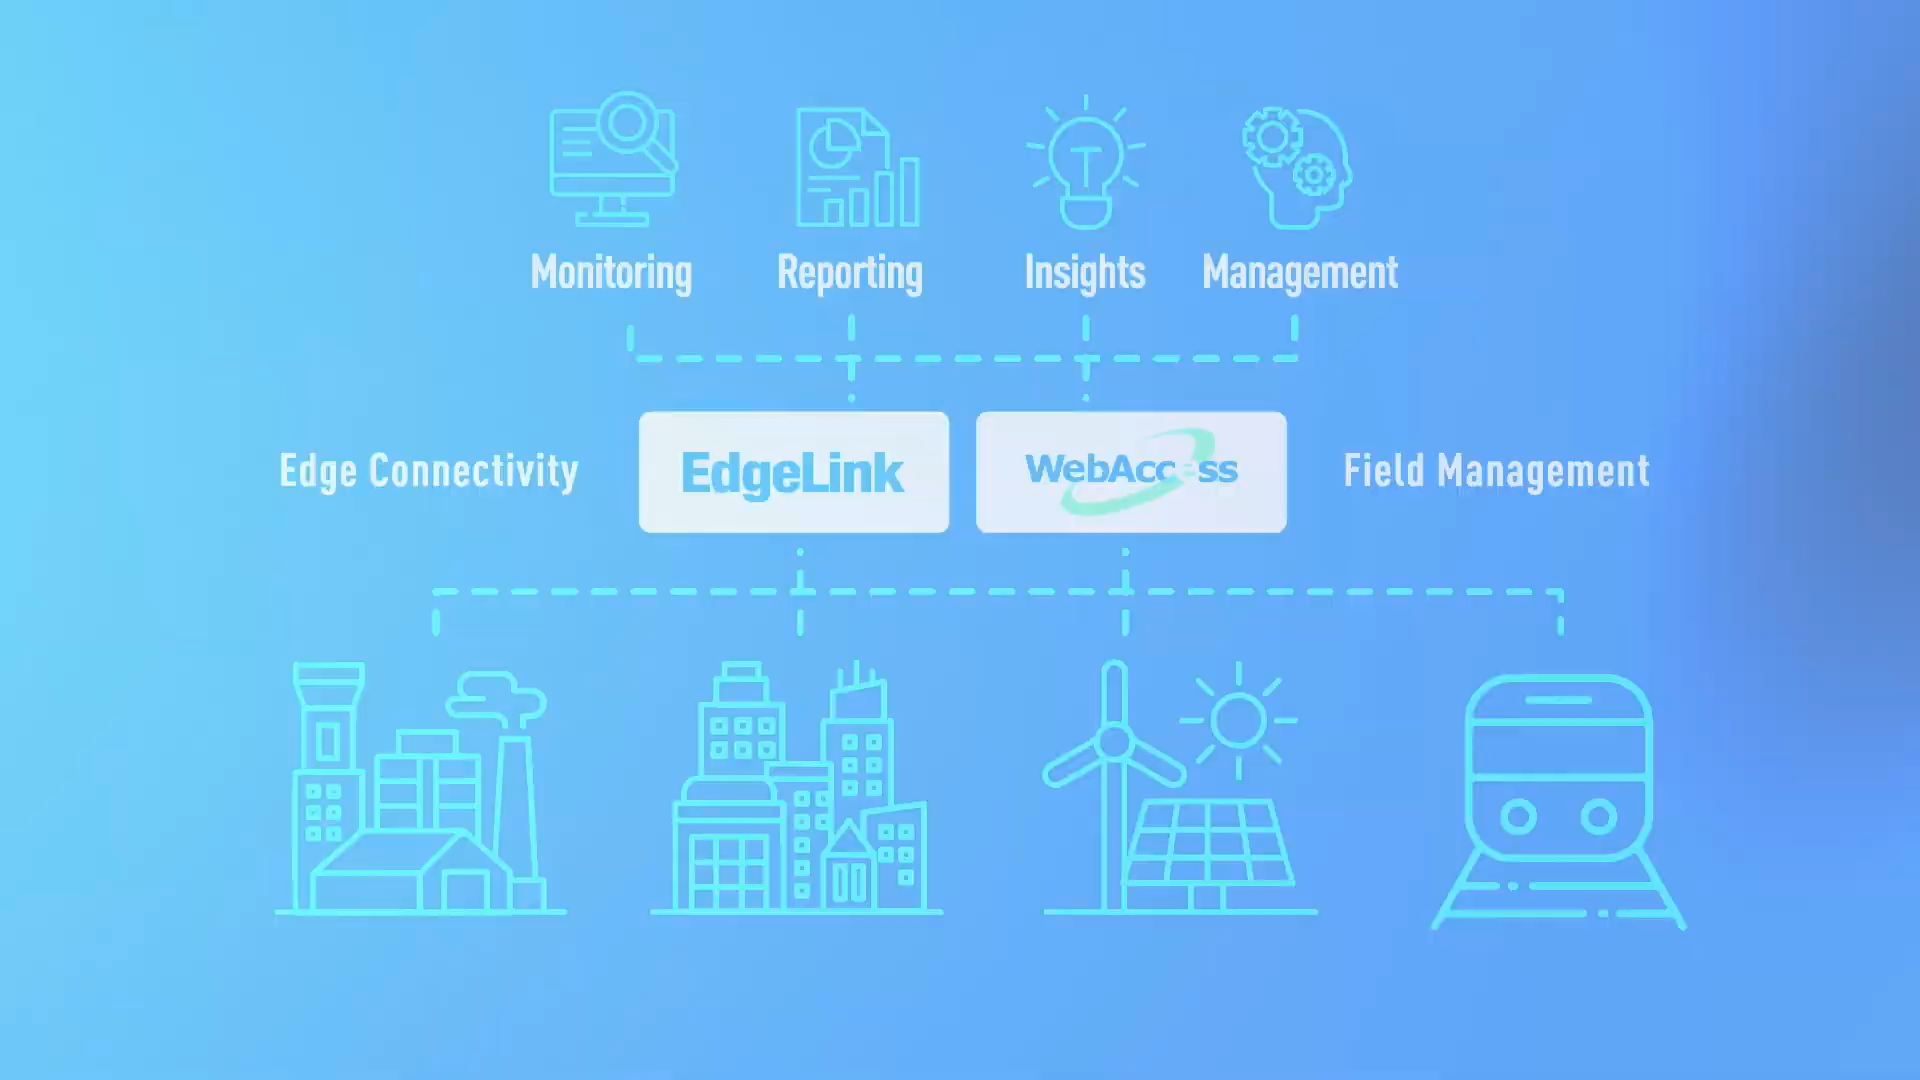 Monitoring
Reporting
Insights
Management
Edge Connectivity
EdgeLink
WebAccess
Field Management